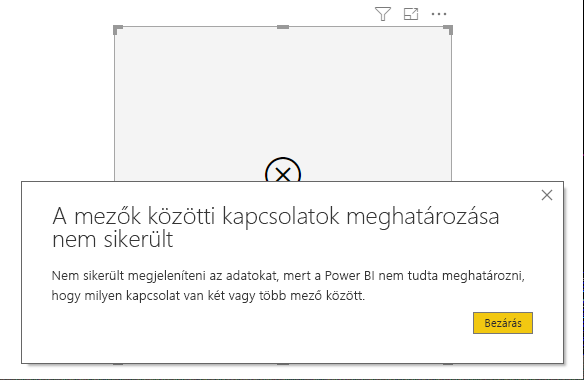 A mezők közötti kapcsolatok meghatározása
nem sikerült
Nem sikerült megjeleníteni az adatokat, mert a Power BI nem tudta meghatározni,
hogy milyen kapcsolat van két vagy több mező között.
Bezárás